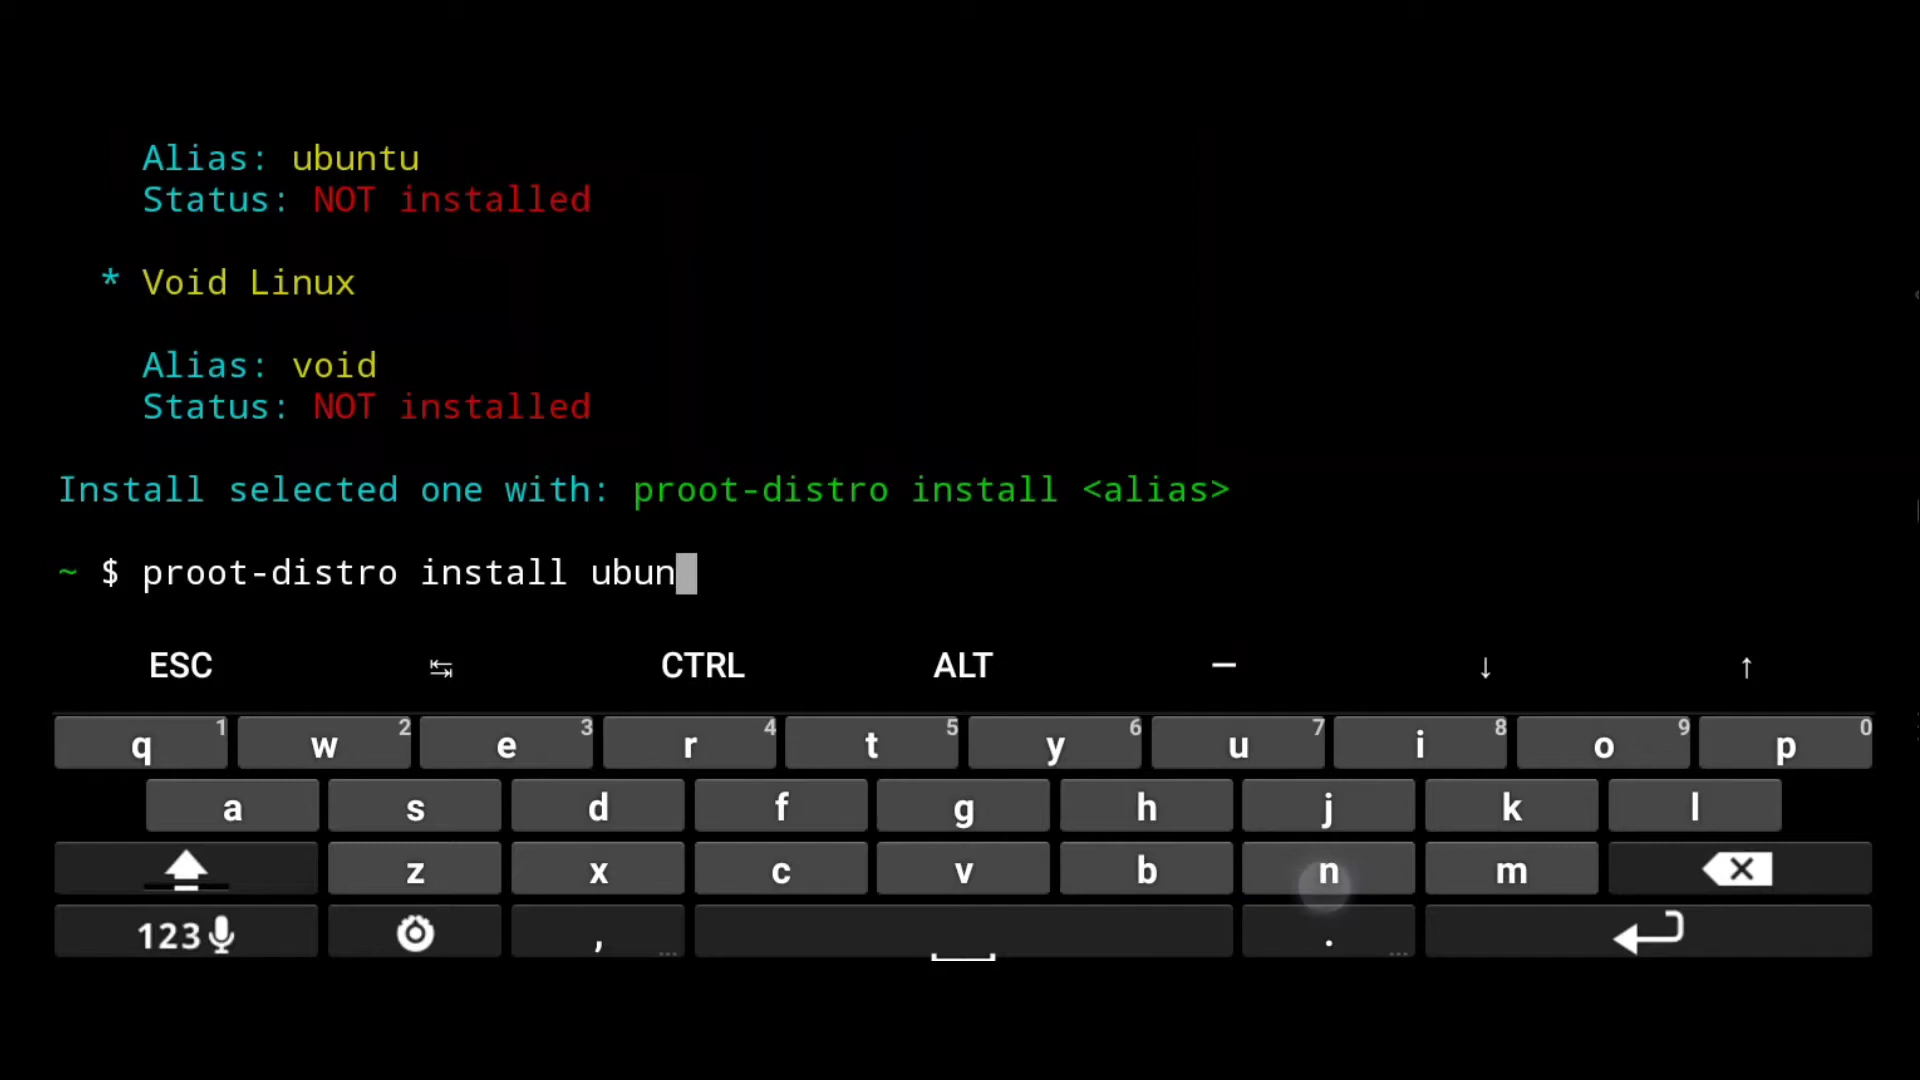 Alias: ubuntu
Status: NOT installed
* Void Linux
Alias: void
Status: NOT installed
Install selected one with: proot-distro install <alias>
~ $ proot-distro install ubun
ESC ↹ CTRL ALT — ↓ ↑
q 1 w 2 e 3 r 4 t 5 y 6 u 7 i 8 o 9 p 0
a s d f g h j k l
z x c v b n m
123 , ... . ...